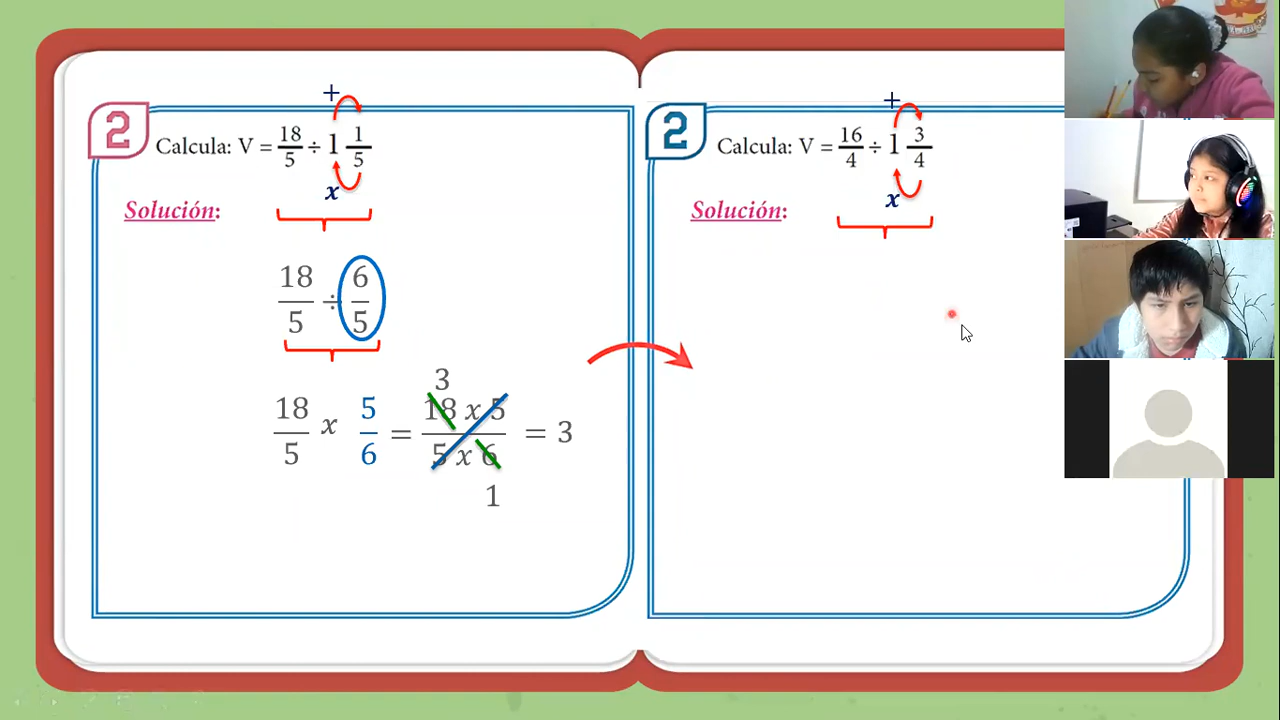 2
Calcula: V = 18/5 ÷ 1 1/5
+
x
Solución:
18/5 ÷ 6/5
18/5 x 5/6 = 18 x 5 / 5 x 6 = 3
3
1
2
Calcula: V = 16/4 ÷ 1 3/4
+
x
Solución: